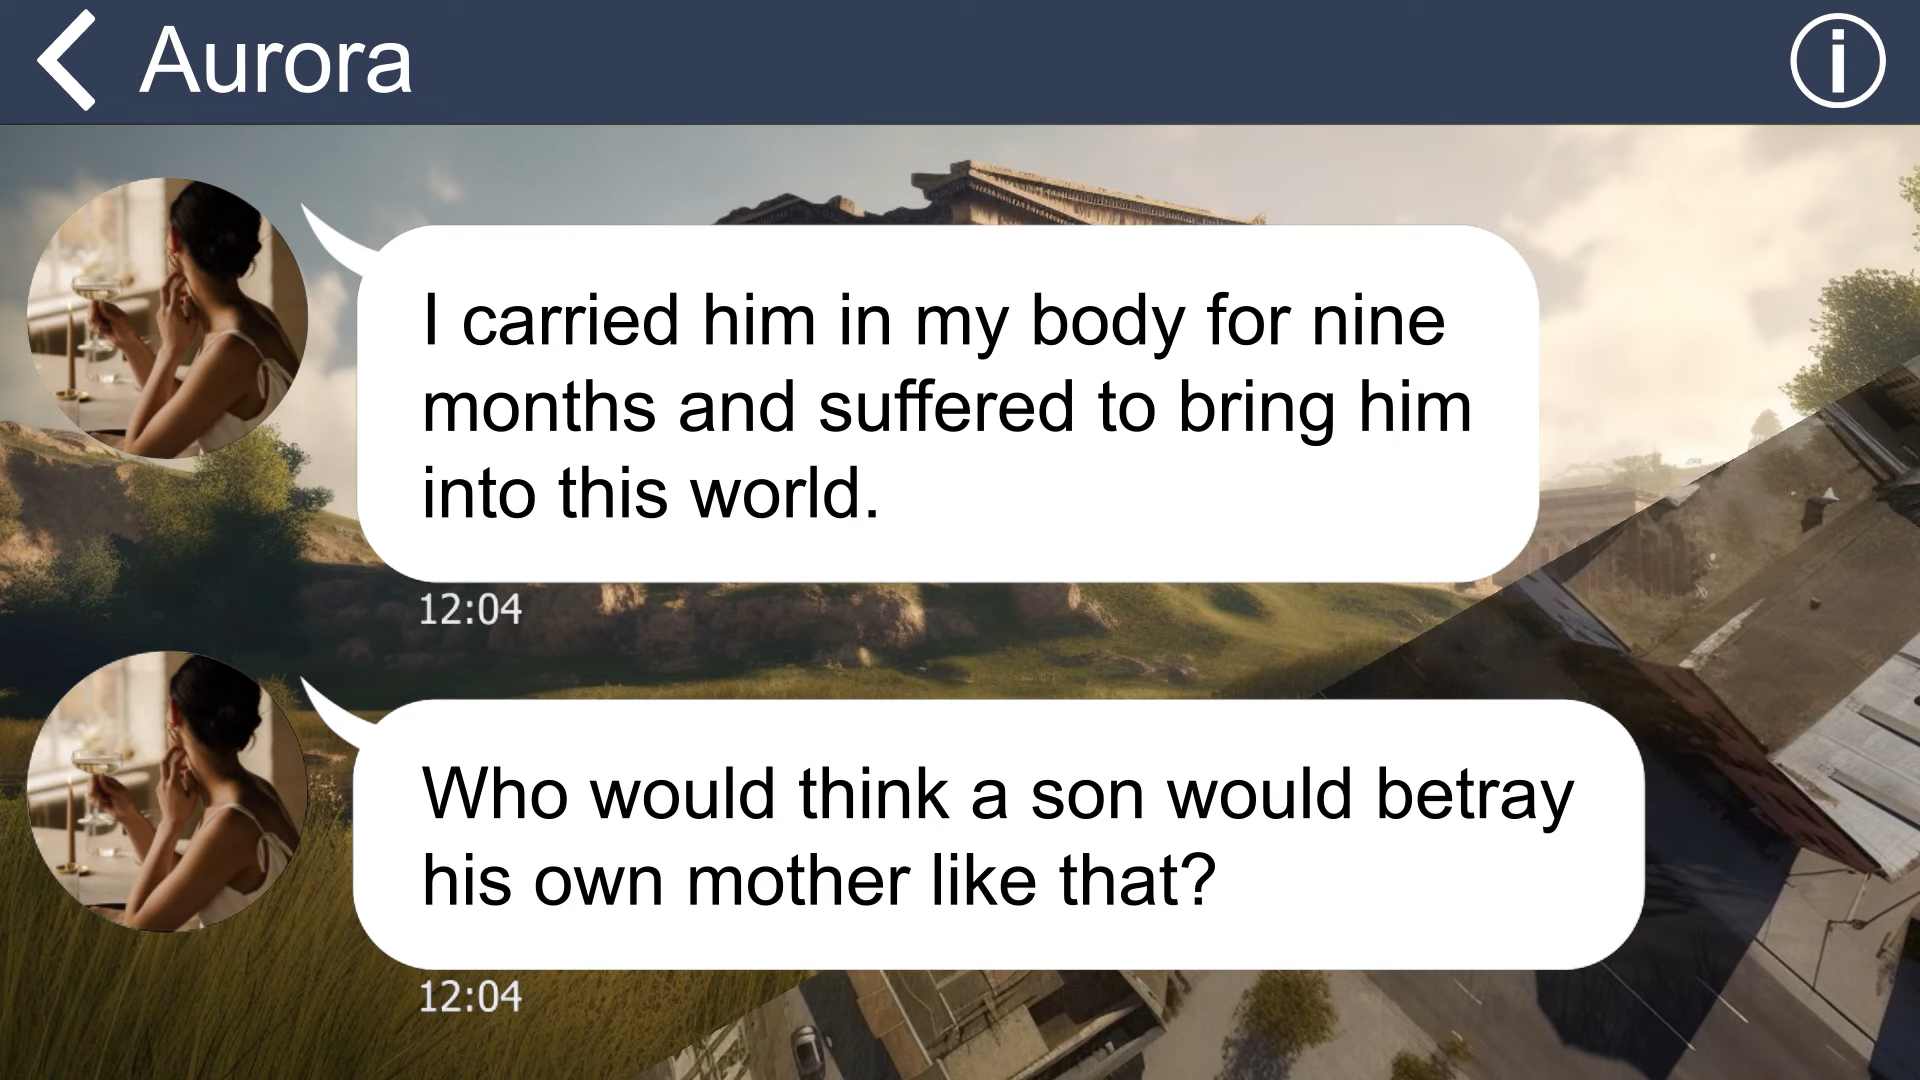 Aurora
I carried him in my body for nine
months and suffered to bring him
into this world.
12:04
Who would think a son would betray
his own mother like that?
12:04